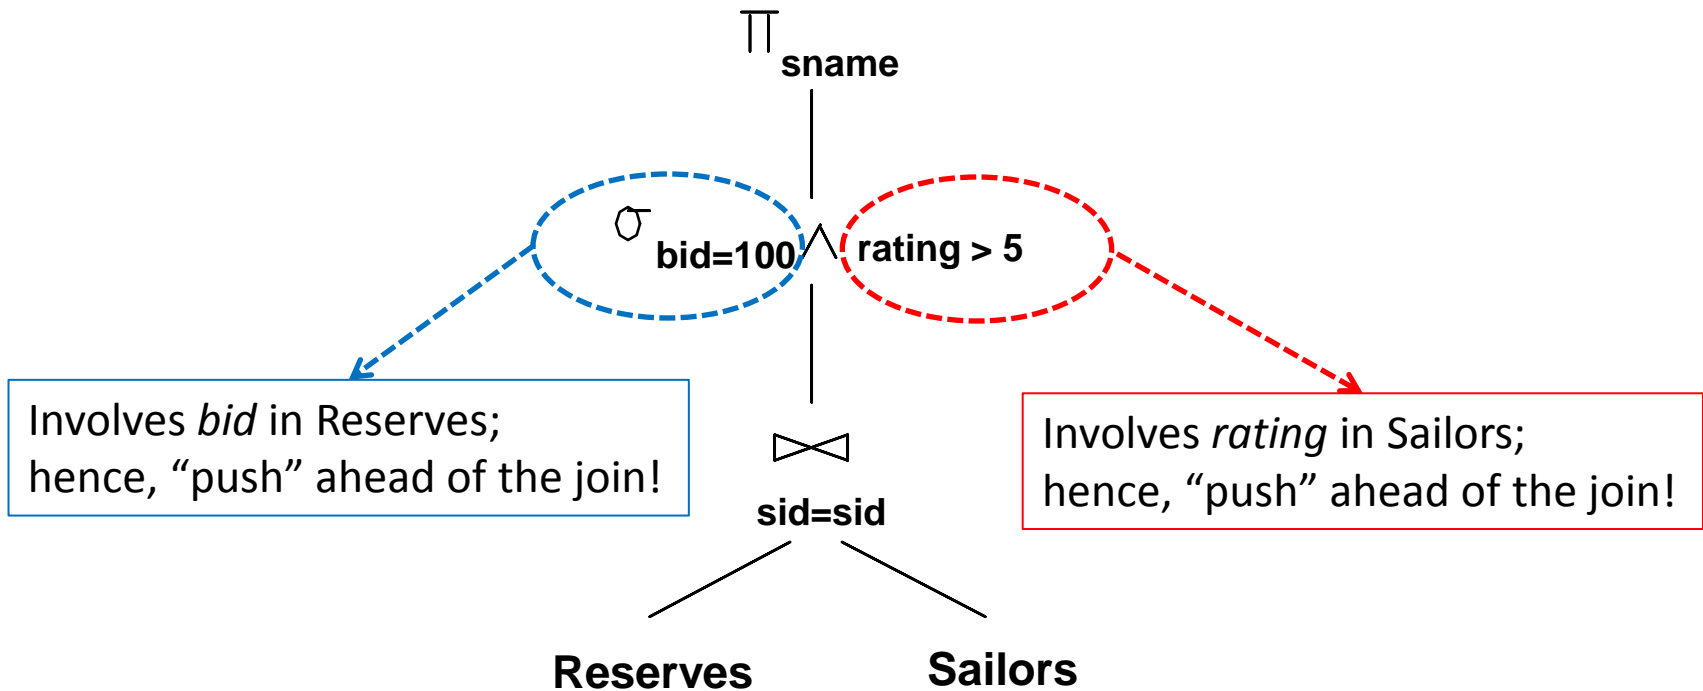 ∏ sname
σ bid=100 ∧ rating > 5
Involves bid in Reserves;
hence, “push” ahead of the join!
Involves rating in Sailors;
hence, “push” ahead of the join!
⋈
sid=sid
Reserves
Sailors